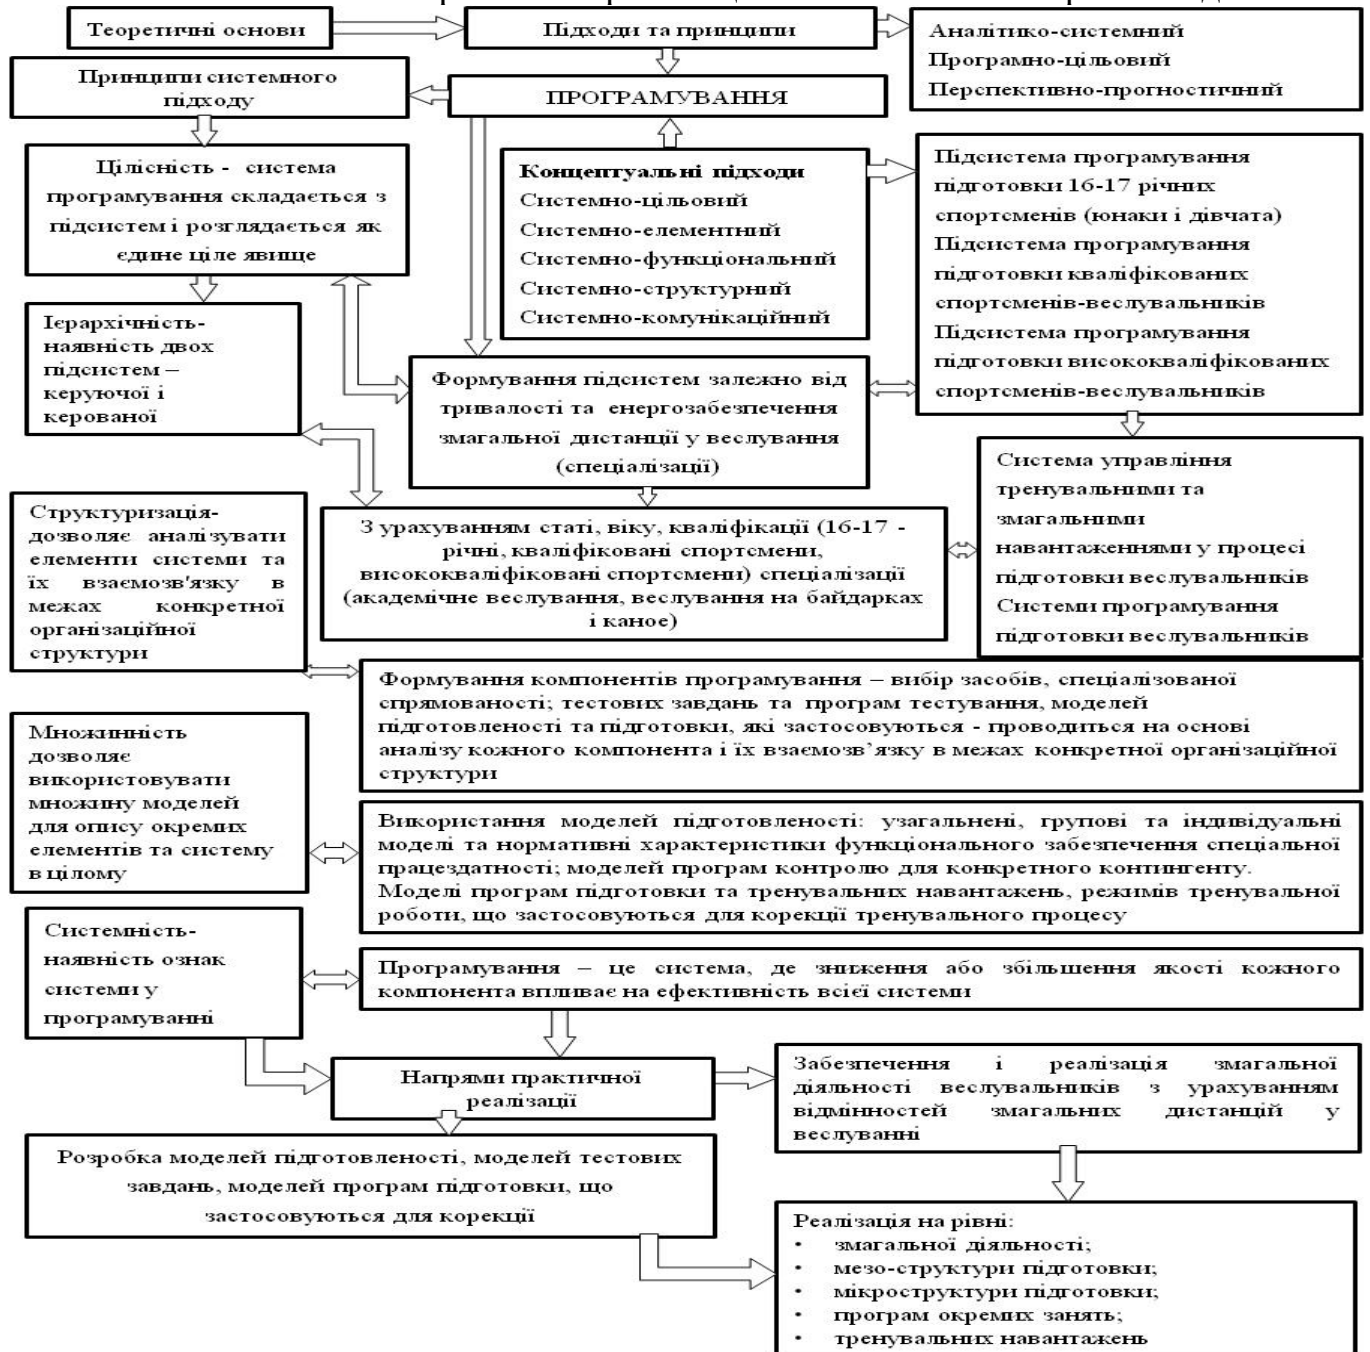 Теоретичні основи
Підходи та принципи
Аналітико-системний
Програмно-цільовий
Перспективно-прогностичний
Принципи системного
підходу
ПРОГРАМУВАННЯ
Цілісність - система
програмування складається з
підсистем і розглядається як
єдине ціле явище
Концептуальні підходи
Системно-цільовий
Системно-елементний
Системно-функціональний
Системно-структурний
Системно-комунікаційний
Підсистема програмування
підготовки 16-17 річних
спортсменів (юнаки і дівчата)
Підсистема програмування
підготовки кваліфікованих
спортсменів-веслувальників
Підсистема програмування
підготовки висококваліфікованих
спортсменів-веслувальників
Ієрархічність-
наявність двох
підсистем –
керуючої і
керованої
Формування підсистем залежно від
тривалості та енергозабезпечення
змагальної дистанції у веслування
(спеціалізації)
Система управління
тренувальними та
змагальними
навантаженнями у процесі
підготовки веслувальників
Системи програмування
підготовки веслувальників
Структуризація-
дозволяє аналізувати
елементи системи та
їх взаємозв'язку в
межах конкретної
організаційної
структури
З урахуванням статі, віку, кваліфікації (16-17 -
річні, кваліфіковані спортсмени,
висококваліфіковані спортсмени) спеціалізації
(академічне веслування, веслування на байдарках
і каное)
Формування компонентів програмування – вибір засобів, спеціалізованої
спрямованості; тестових завдань та програм тестування, моделей
підготовленості та підготовки, які застосовуються - проводиться на основі
аналізу кожного компонента і їх взаємозв’язку в межах конкретної організаційної
структури
Множинність
дозволяє
використовувати
множину моделей
для опису окремих
елементів та систему
в цілому
Використання моделей підготовленості: узагальнені, групові та індивідуальні
моделі та нормативні характеристики функціонального забезпечення спеціальної
працездатності; моделей програм контролю для конкретного контингенту.
Моделі програм підготовки та тренувальних навантажень, режимів тренувальної
роботи, що застосовуються для корекції тренувального процесу
Системність-
наявність ознак
системи у
програмуванні
Програмування – це система, де зниження або збільшення якості кожного
компонента впливає на ефективність всієї системи
Напрями практичної
реалізації
Забезпечення і реалізація змагальної
діяльності веслувальників з урахуванням
відмінностей змагальних дистанцій у
веслуванні
Розробка моделей підготовленості, моделей тестових
завдань, моделей програм підготовки, що
застосовуються для корекції
Реалізація на рівні:
• змагальної діяльності;
• мезо-структури підготовки;
• мікроструктури підготовки;
• програм окремих занять;
• тренувальних навантажень